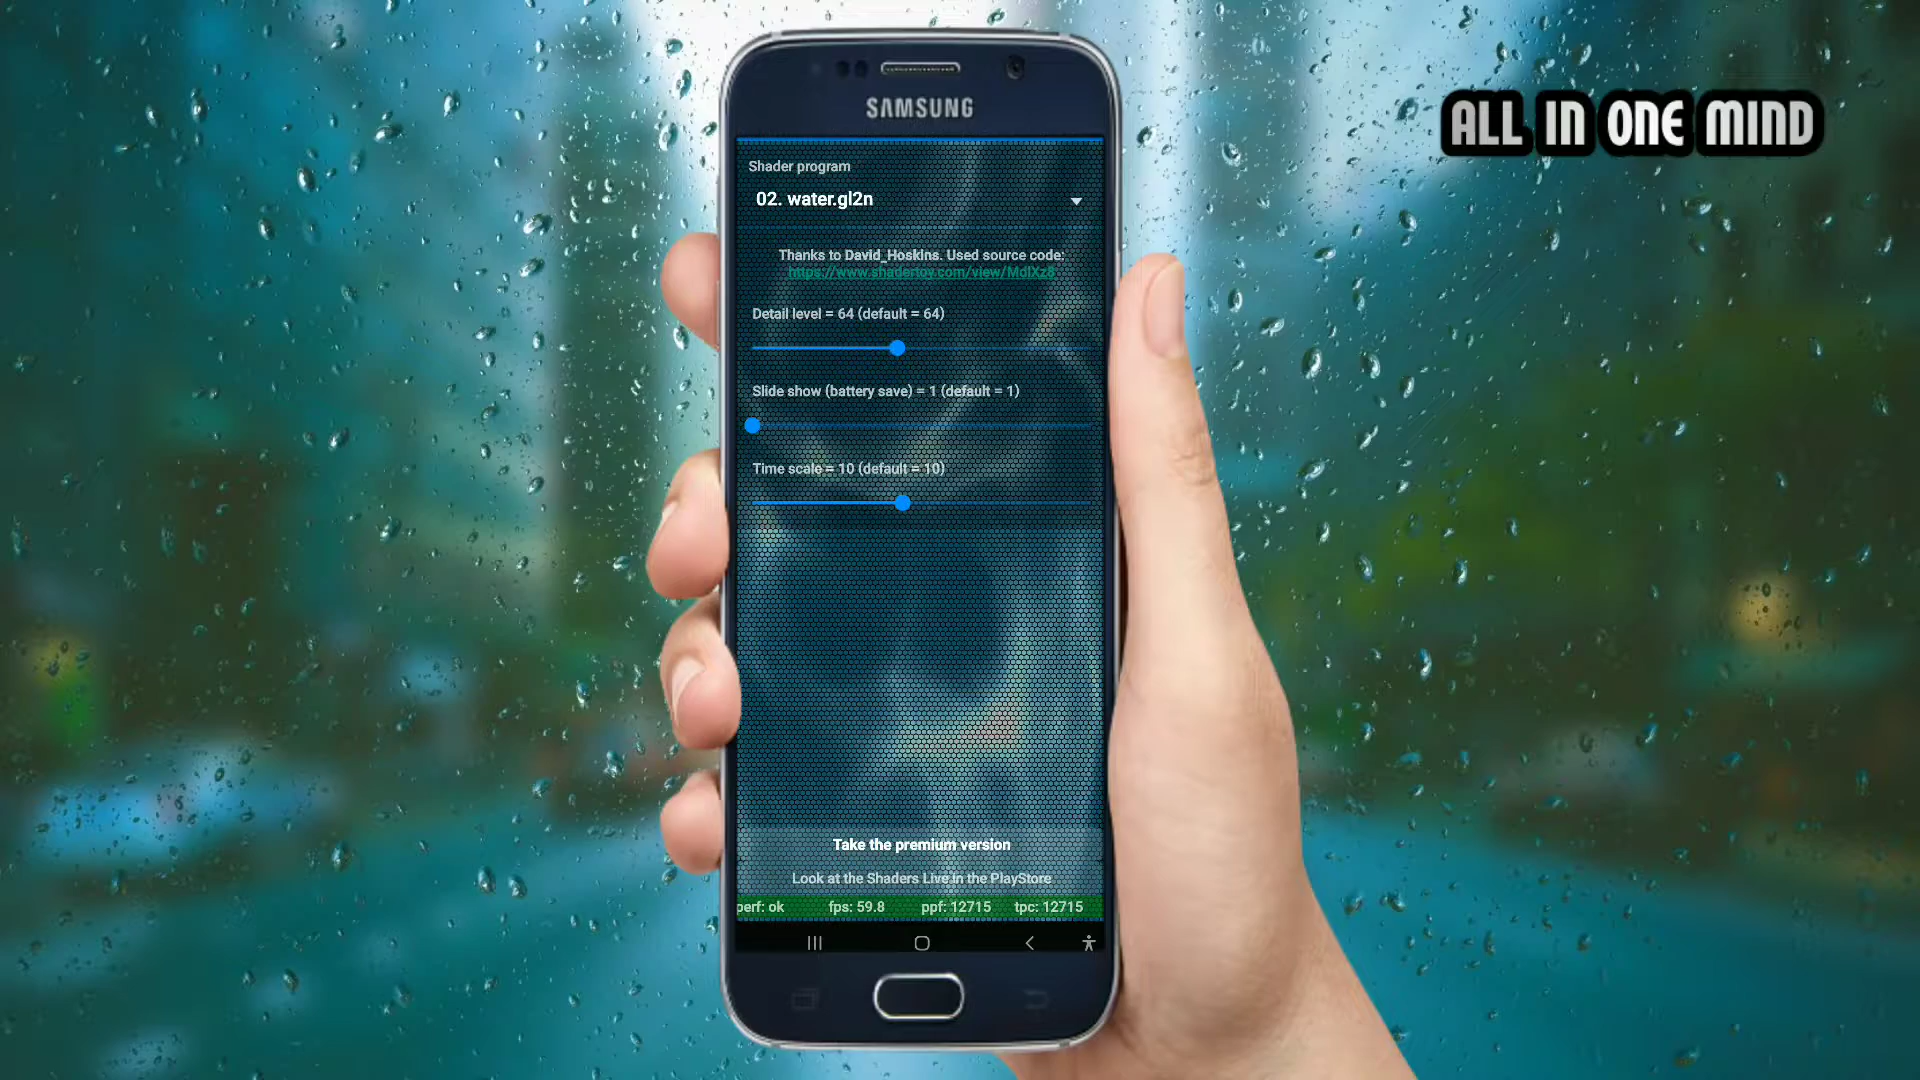 ALL IN ONE MIND
SAMSUNG
Shader program
02. water.gl2n
Thanks to David_Hoskins. Used source code:
https://www.shadertoy.com/view/MdlXz8
Detail level = 64 (default = 64)
Slide show (battery save) = 1 (default = 1)
Time scale = 10 (default = 10)
Take the premium version
Look at the Shaders Live in the PlayStore
perf: ok fps: 59.8 ppf: 12715 tpc: 12715